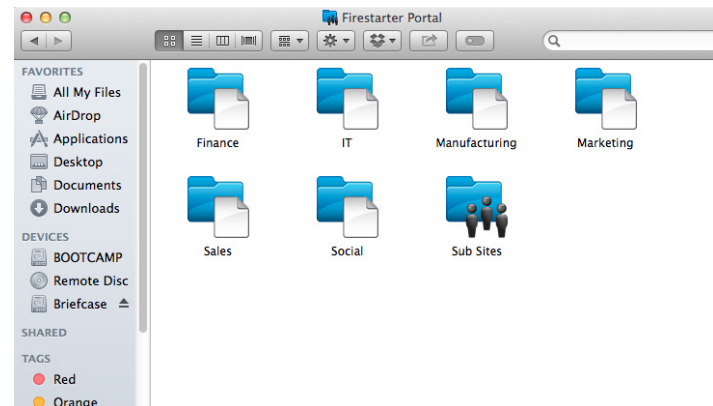 Firestarter Portal
FAVORITES
All My Files
AirDrop
Applications
Desktop
Documents
Downloads
DEVICES
BOOTCAMP
Remote Disc
Briefcase
SHARED
TAGS
Red
Orange
Finance
IT
Manufacturing
Marketing
Sales
Social
Sub Sites